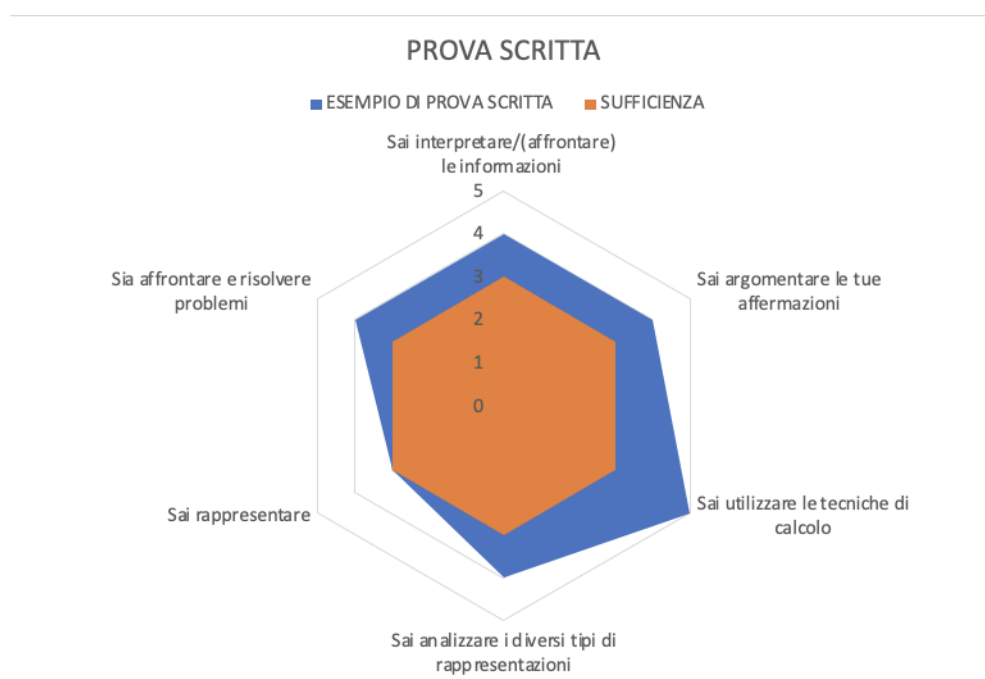 PROVA SCRITTA
ESEMPIO DI PROVA SCRITTA
SUFFICIENZA
Sai interpretare/(affrontare)
le informazioni
5
4
3
2
1
0
Sai argomentare le tue
affermazioni
Sai utilizzare le tecniche di
calcolo
Sai analizzare i diversi tipi di
rappresentazioni
Sai rappresentare
Sia affrontare e risolvere
problemi